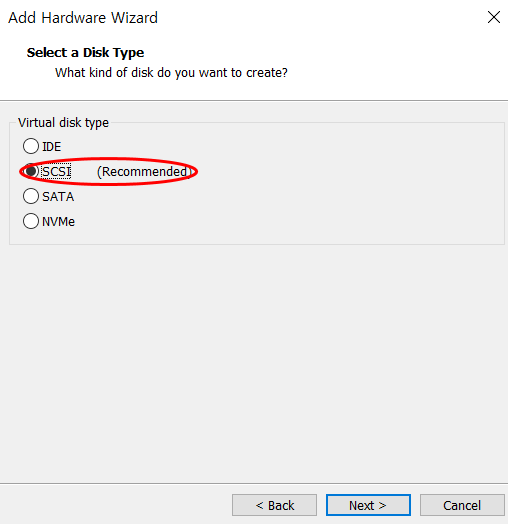 Add Hardware Wizard
Select a Disk Type
What kind of disk do you want to create?
Virtual disk type
IDE
SCSI (Recommended)
SATA
NVMe
< Back Next > Cancel